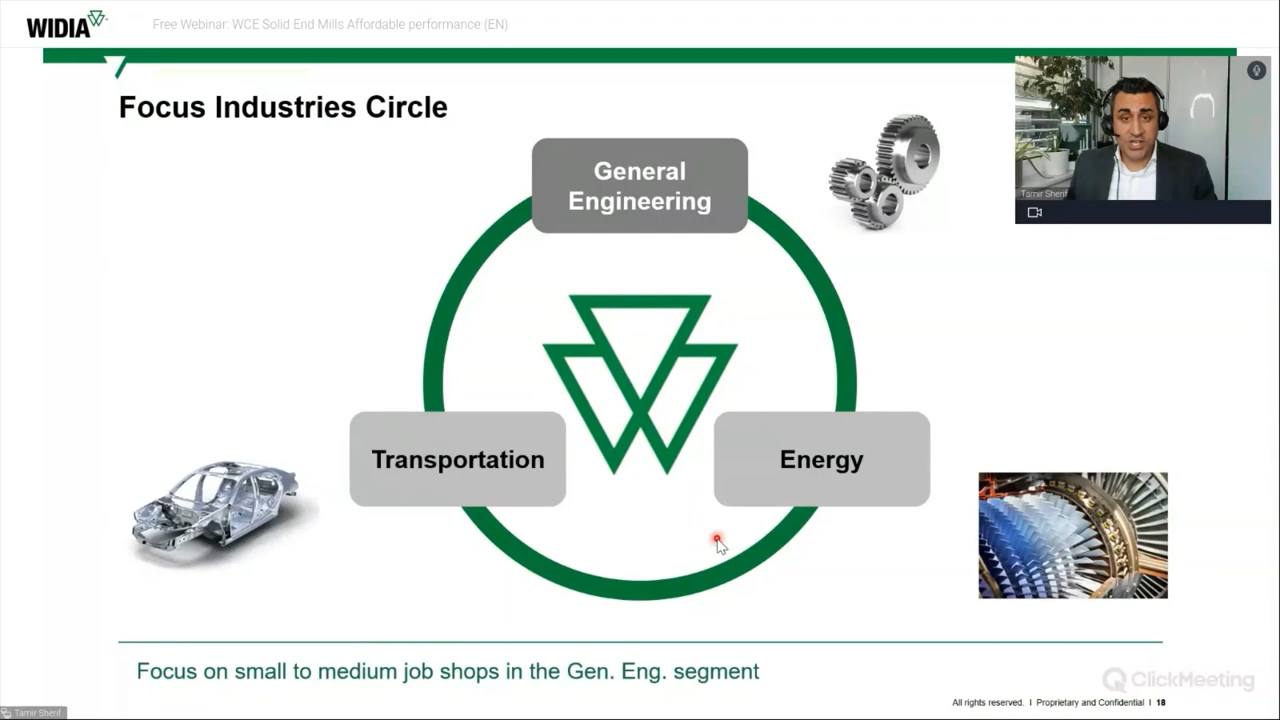 WIDIA
Free Webinar: WCE Solid End Mills Affordable performance (EN)
Focus Industries Circle
General
Engineering
Tamir Sherif
Transportation
Energy
Focus on small to medium job shops in the Gen. Eng. segment
ClickMeeting
All rights reserved. I Proprietary and Confidential I 18
Tamir Sherif